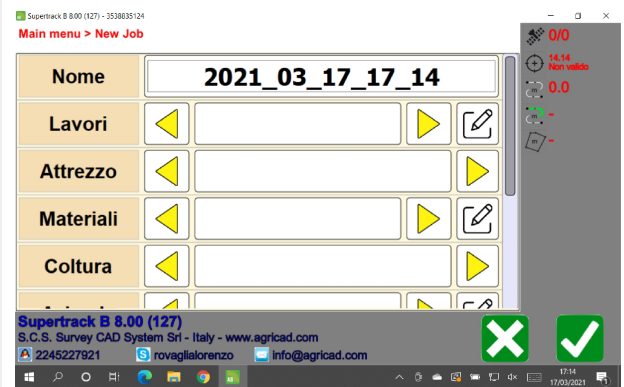 Supertrack B 8.00 (127) - 3538835124
Main menu > New Job
0/0
Nome
2021_03_17_17_14
14.14
Non valido
m
0.0
Lavori
m
-
Attrezzo
m
-
Materiali
Coltura
Supertrack B 8.00 (127)
S.C.S. Survey CAD System Srl - Italy - www.agricad.com
2245227921
rovaglialorenzo
info@agricad.com
17:14
17/03/2021